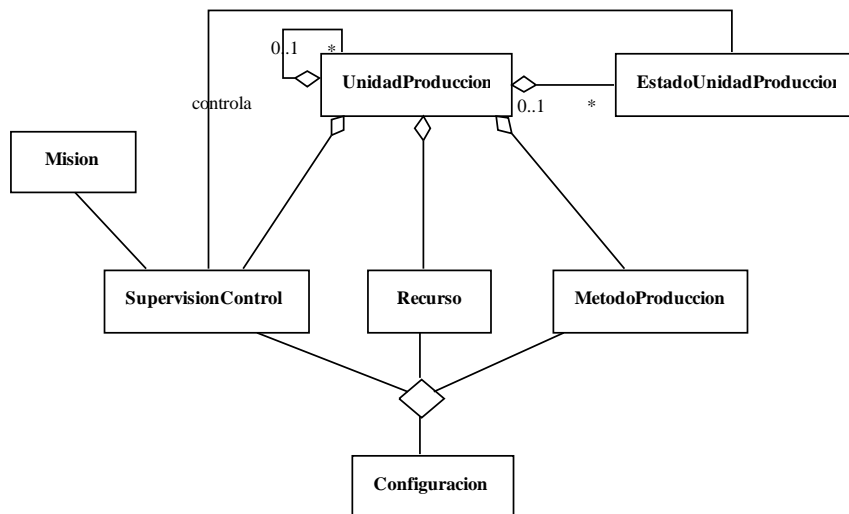 0..1
*
UnidadProduccion
EstadoUnidadProduccion
controla
0..1
*
Mision
SupervisionControl
Recurso
MetodoProduccion
Configuracion